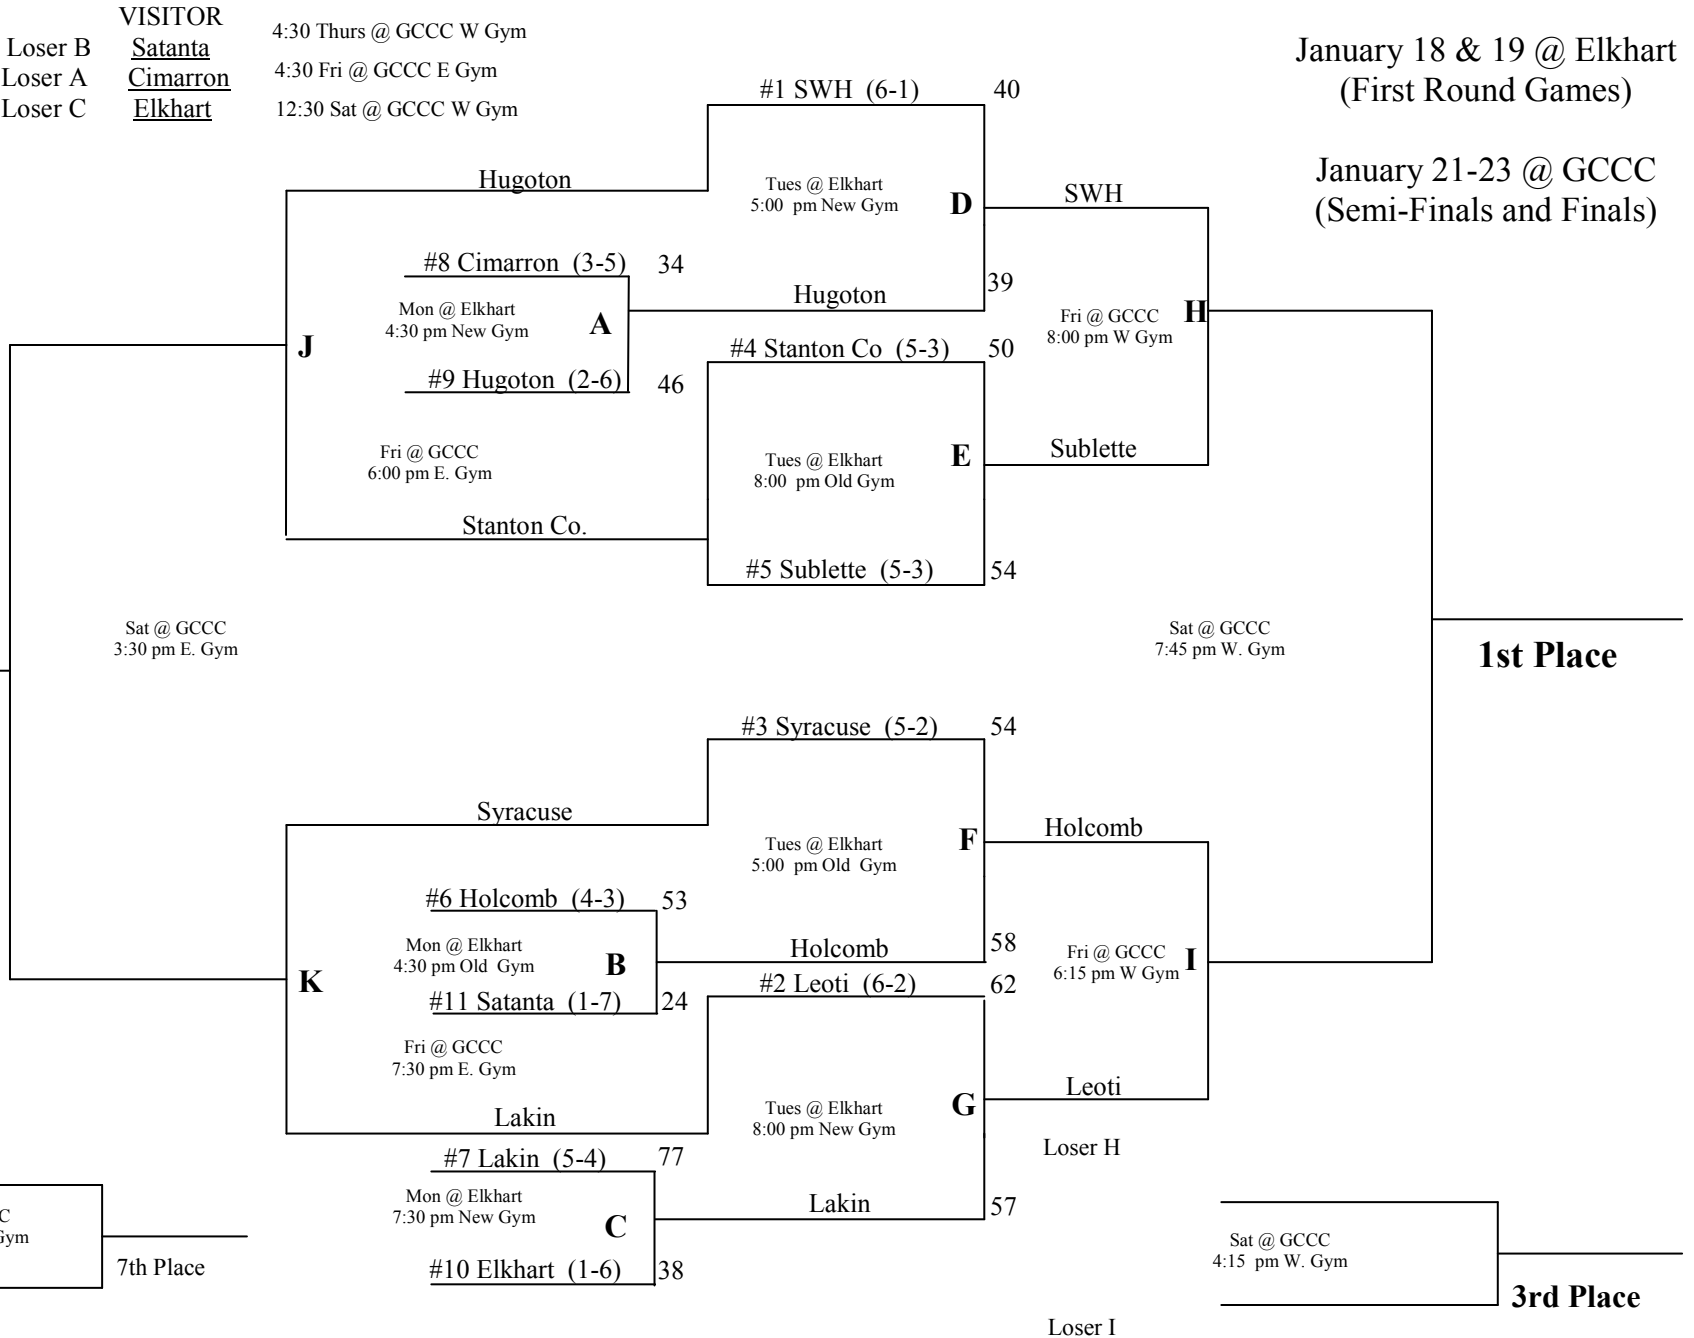 VISITOR
Loser B Satanta 4:30 Thurs @ GCCC W Gym
Loser A Cimarron 4:30 Fri @ GCCC E Gym
Loser C Elkhart 12:30 Sat @ GCCC W Gym
January 18 & 19 @ Elkhart
(First Round Games)
January 21-23 @ GCCC
(Semi-Finals and Finals)
#1 SWH (6-1) 40
Hugoton
Tues @ Elkhart
5:00 pm New Gym
D
SWH
#8 Cimarron (3-5) 34
Mon @ Elkhart
4:30 pm New Gym
A
Hugoton
39
#9 Hugoton (2-6) 46
J
Fri @ GCCC
8:00 pm W Gym
H
#4 Stanton Co (5-3) 50
Fri @ GCCC
6:00 pm E. Gym
Tues @ Elkhart
8:00 pm Old Gym
E
Sublette
Stanton Co.
#5 Sublette (5-3) 54
Sat @ GCCC
3:30 pm E. Gym
Sat @ GCCC
7:45 pm W. Gym
1st Place
#3 Syracuse (5-2) 54
Syracuse
Tues @ Elkhart
5:00 pm Old Gym
F
Holcomb
#6 Holcomb (4-3) 53
Mon @ Elkhart
4:30 pm Old Gym
B
Holcomb
58
#11 Satanta (1-7) 24
K
Fri @ GCCC
6:15 pm W Gym
I
#2 Leoti (6-2) 62
Fri @ GCCC
7:30 pm E. Gym
Lakin
Tues @ Elkhart
8:00 pm New Gym
G
Leoti
#7 Lakin (5-4) 77
Mon @ Elkhart
7:30 pm New Gym
C
Lakin
57
#10 Elkhart (1-6) 38
Loser H
Sat @ GCCC
4:15 pm W. Gym
3rd Place
Loser I
C
Gym
7th Place